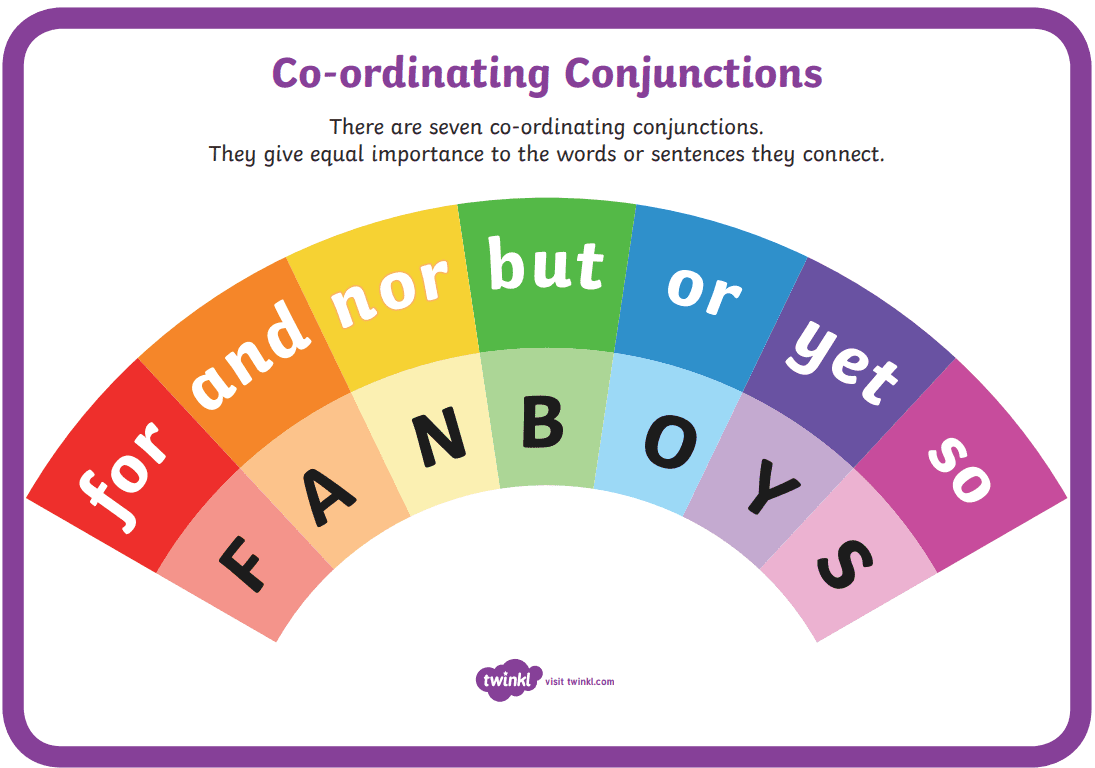 Co-ordinating Conjunctions
There are seven co-ordinating conjunctions.
They give equal importance to the words or sentences they connect.
for and nor but or yet so
F A N B O Y S
twinkl visit twinkl.com